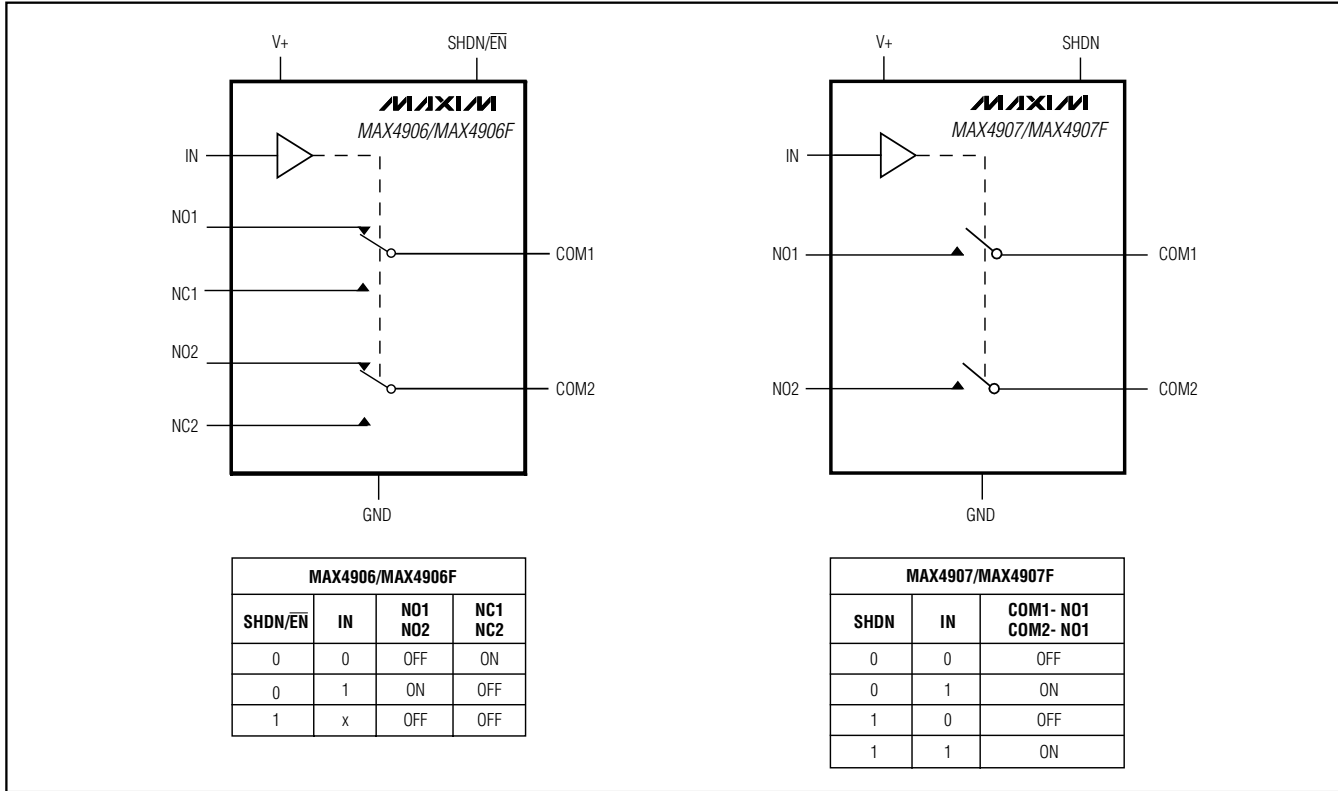 V+
SHDN/EN
MAXIM
MAX4906/MAX4906F
IN
NO1
COM1
NC1
NO2
COM2
NC2
GND
MAX4906/MAX4906F
SHDN/EN IN NO1 NO2 NC1 NC2
0 0 OFF ON
0 1 ON OFF
1 x OFF OFF
V+
SHDN
MAXIM
MAX4907/MAX4907F
IN
NO1
COM1
NO2
COM2
GND
MAX4907/MAX4907F
SHDN IN COM1- NO1 COM2- NO1
0 0 OFF
0 1 ON
1 0 OFF
1 1 ON